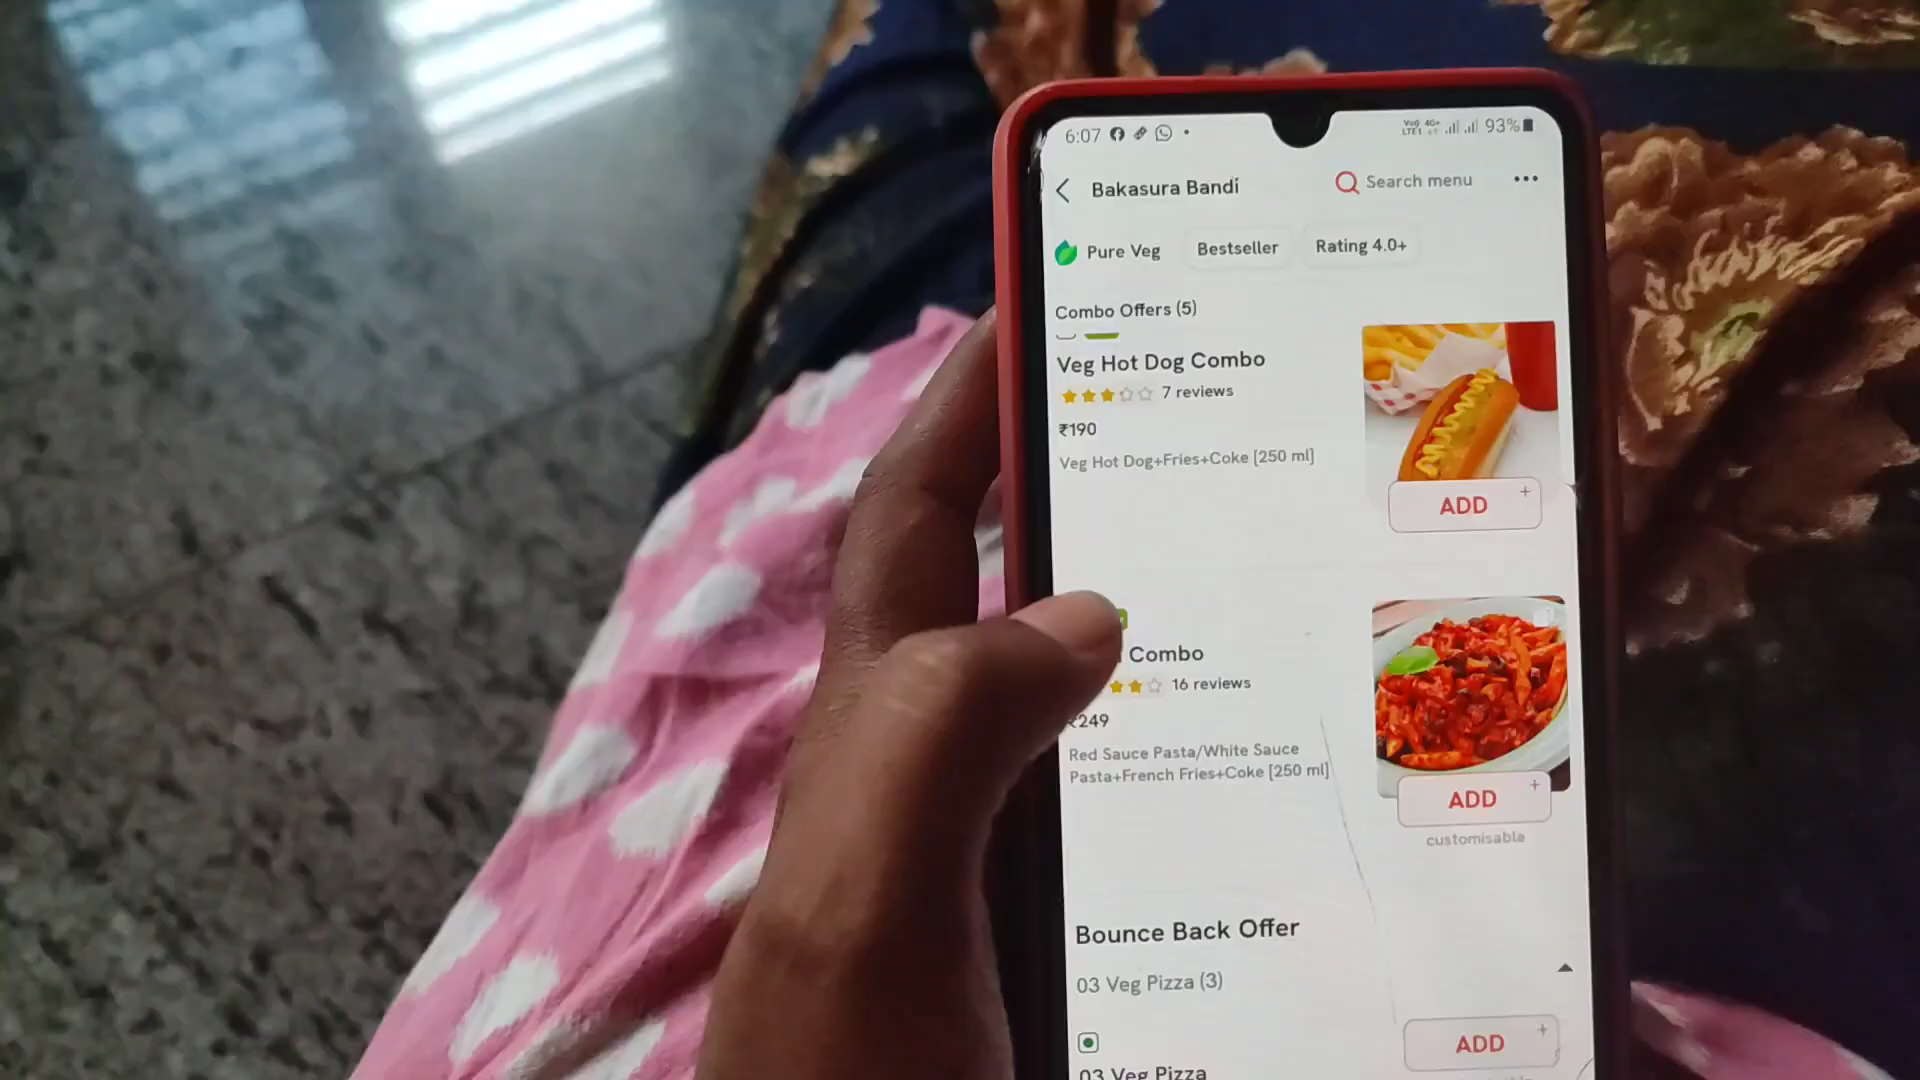 6:07
93%
Bakasura Bandi
Search menu
Pure Veg
Bestseller
Rating 4.0+
Combo Offers (5)
Veg Hot Dog Combo
7 reviews
₹190
Veg Hot Dog+Fries+Coke [250 ml]
ADD
Combo
16 reviews
₹249
Red Sauce Pasta/White Sauce
Pasta+French Fries+Coke [250 ml]
ADD
customisable
Bounce Back Offer
03 Veg Pizza (3)
ADD
03 Veg Pizza